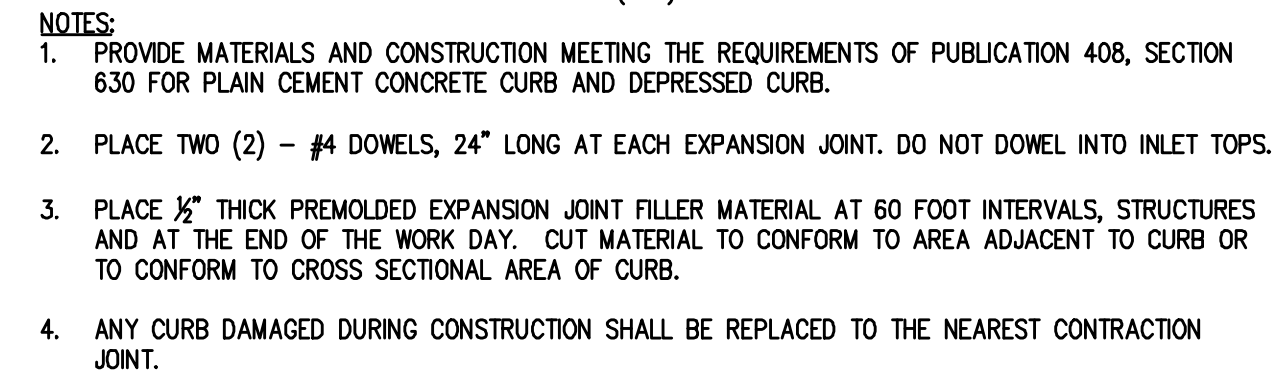 NOTES:
1. PROVIDE MATERIALS AND CONSTRUCTION MEETING THE REQUIREMENTS OF PUBLICATION 408, SECTION
630 FOR PLAIN CEMENT CONCRETE CURB AND DEPRESSED CURB.
2. PLACE TWO (2) – #4 DOWELS, 24" LONG AT EACH EXPANSION JOINT. DO NOT DOWEL INTO INLET TOPS.
3. PLACE ½" THICK PREMOLDED EXPANSION JOINT FILLER MATERIAL AT 60 FOOT INTERVALS, STRUCTURES
AND AT THE END OF THE WORK DAY. CUT MATERIAL TO CONFORM TO AREA ADJACENT TO CURB OR
TO CONFORM TO CROSS SECTIONAL AREA OF CURB.
4. ANY CURB DAMAGED DURING CONSTRUCTION SHALL BE REPLACED TO THE NEAREST CONTRACTION
JOINT.